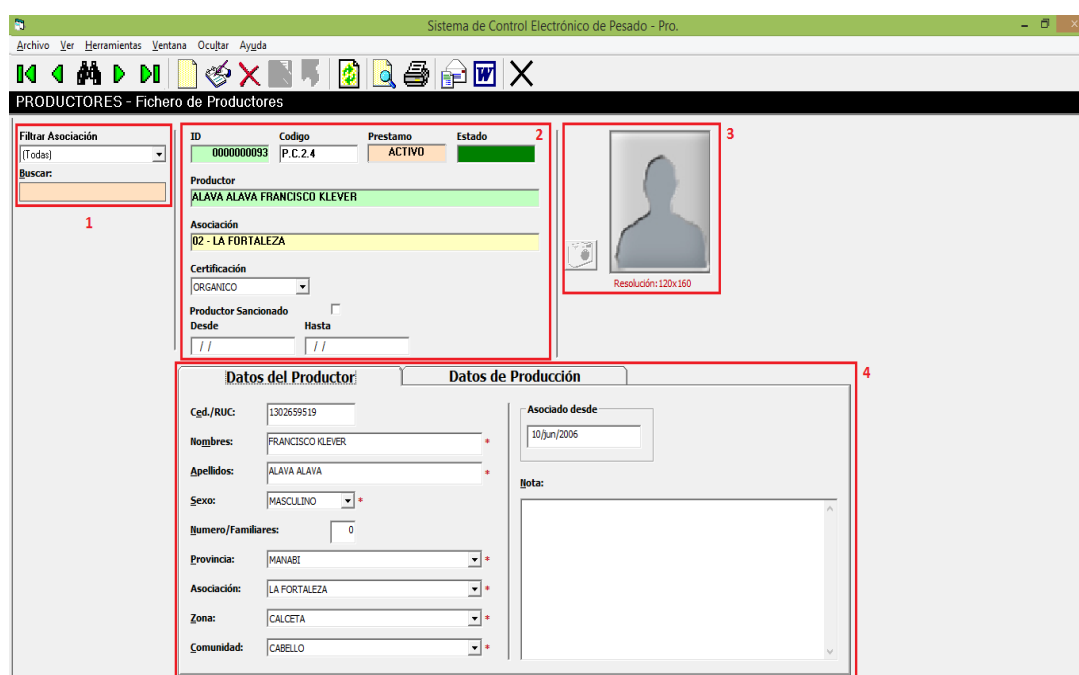 Sistema de Control Electrónico de Pesado - Pro.
Archivo Ver Herramientas Ventana Ocultar Ayuda
W
PRODUCTORES - Fichero de Productores
Filtrar Asociación
(Todas)
Buscar:
1
ID Codigo Prestamo Estado 2
0000000093 P.C.2.4 ACTIVO
Productor
ALAVA ALAVA FRANCISCO KLEVER
Asociación
02 - LA FORTALEZA
Certificación
ORGANICO
Productor Sancionado
Desde Hasta
/ / / /
3
Resolución:120x160
Datos del Productor Datos de Producción 4
Ced./RUC: 1302659519
Nombres: FRANCISCO KLEVER *
Apellidos: ALAVA ALAVA *
Sexo: MASCULINO *
Numero/Familiares: 0
Provincia: MANABI *
Asociación: LA FORTALEZA *
Zona: CALCETA *
Comunidad: CABELLO *
Asociado desde
10/jun/2006
Nota: